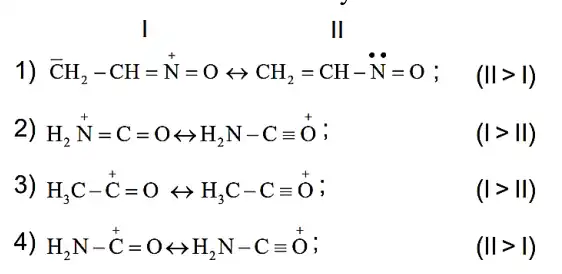 I II
1) C̄H₂ – CH = N⁺ = O ↔ CH₂ = CH – N̈ = O ; (II > I)
2) H₂N⁺ = C = O ↔ H₂N – C ≡ O⁺ ; (I > II)
3) H₃C – C⁺ = O ↔ H₃C – C ≡ O⁺ ; (I > II)
4) H₂N – C⁺ = O ↔ H₂N – C ≡ O⁺ ; (II > I)